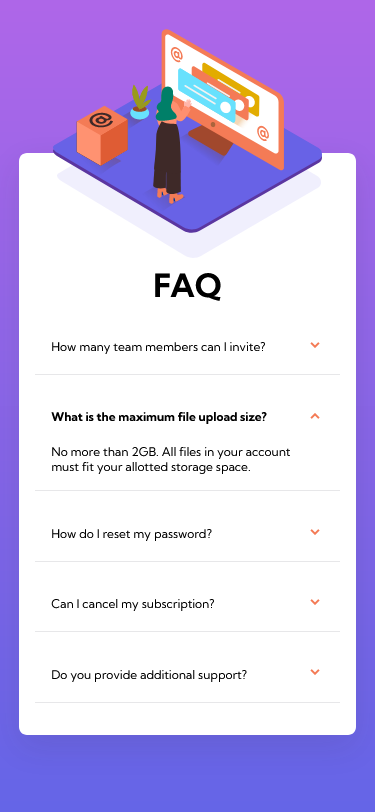 @
@
@
FAQ
How many team members can I invite?
What is the maximum file upload size?
No more than 2GB. All files in your account
must fit your allotted storage space.
How do I reset my password?
Can I cancel my subscription?
Do you provide additional support?